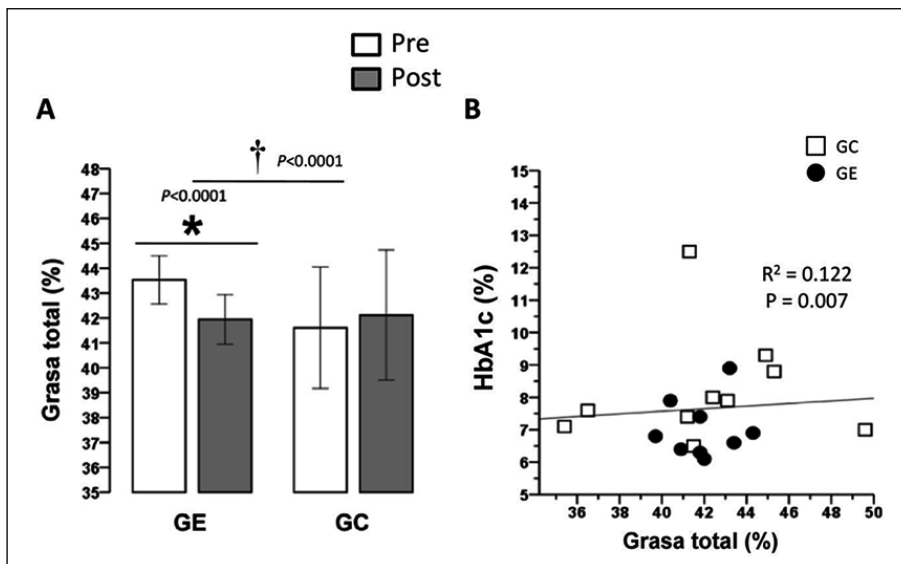 Pre
Post
A
B
† P<0.0001
P<0.0001
*
Grasa total (%)
48
47
46
45
44
43
42
41
40
39
38
37
36
35
GE
GC
GC
GE
HbA1c (%)
15
14
13
12
11
10
9
8
7
6
5
R² = 0.122
P = 0.007
36 38 40 42 44 46 48 50
Grasa total (%)